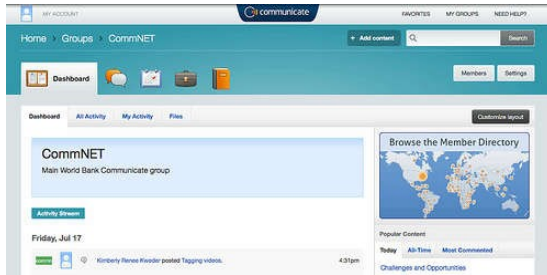 MY ACCOUNT
communicate
FAVORITES
MY GROUPS
NEED HELP?
Home › Groups › CommNET
+ Add content
Search
Dashboard
Members
Settings
Dashboard
All Activity
My Activity
Files
Customize layout
CommNET
Main World Bank Communicate group
Browse the Member Directory
Activity Stream
Friday, Jul 17
Popular Content
Today
All-Time
Most Commented
Kimberly Renee Kweder posted Tagging videos.
4:31pm
Challenges and Opportunities